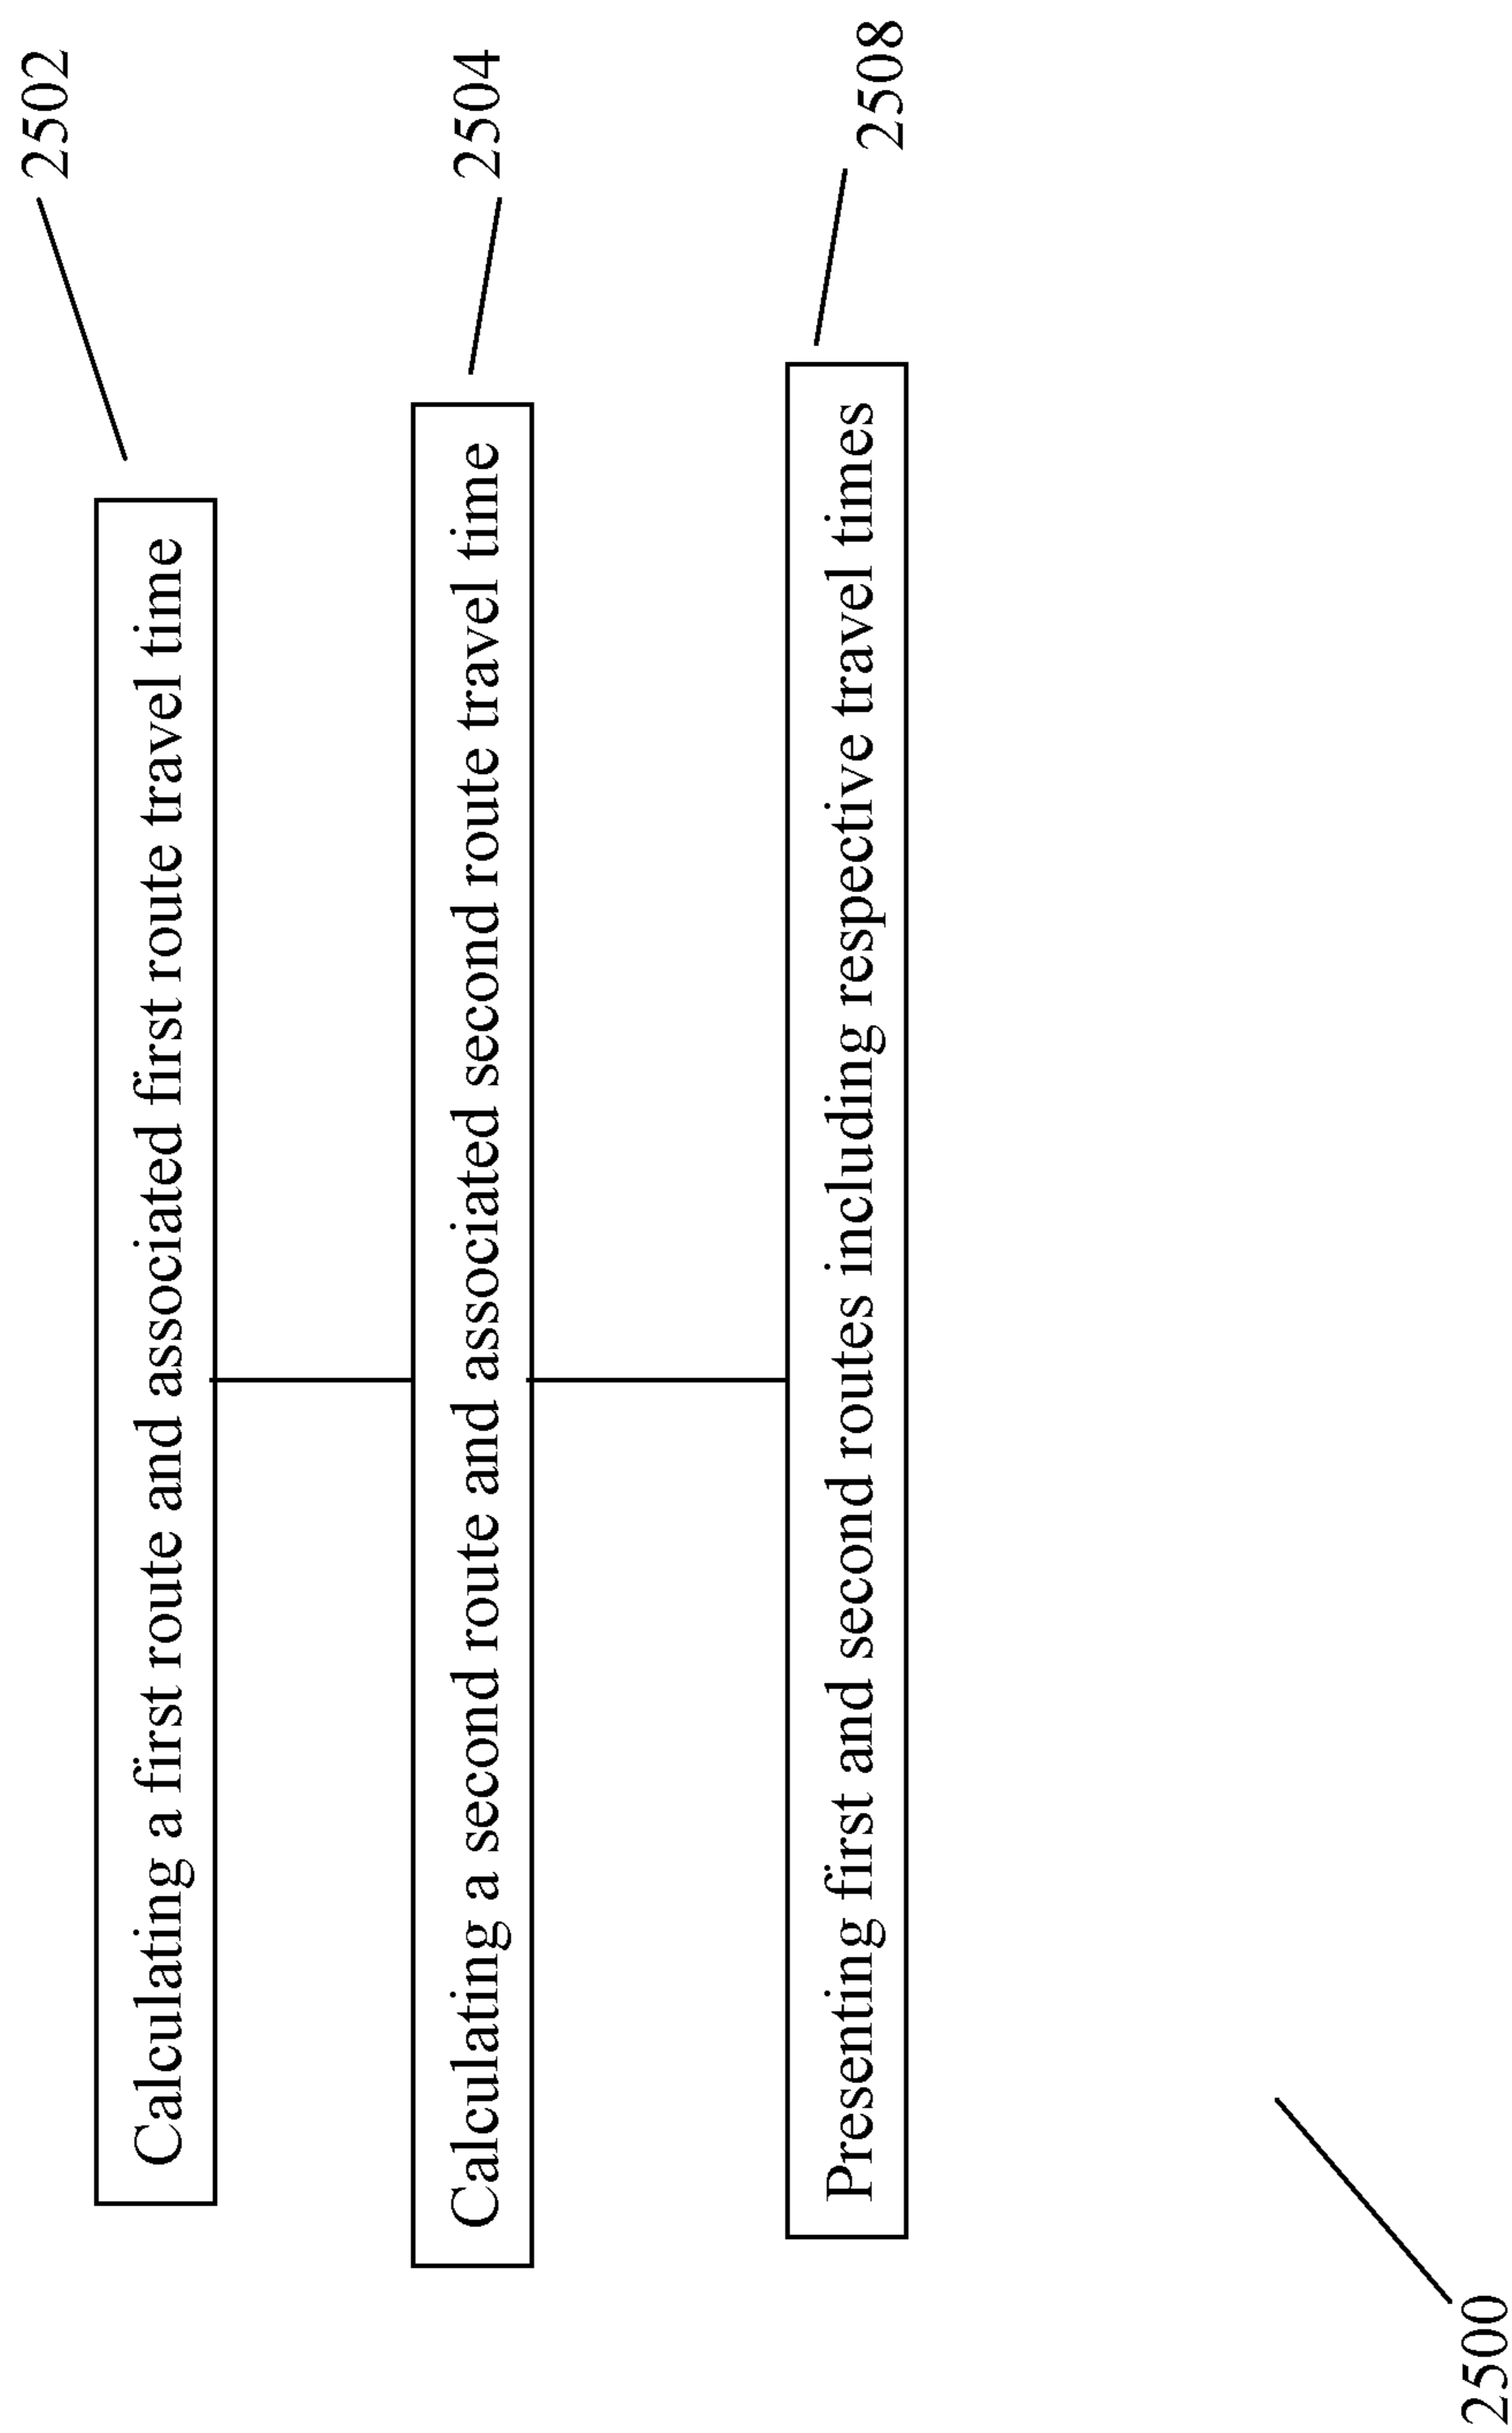 2502
Calculating a first route and associated first route travel time
2504
Calculating a second route and associated second route travel time
2508
Presenting first and second routes including respective travel times
2500